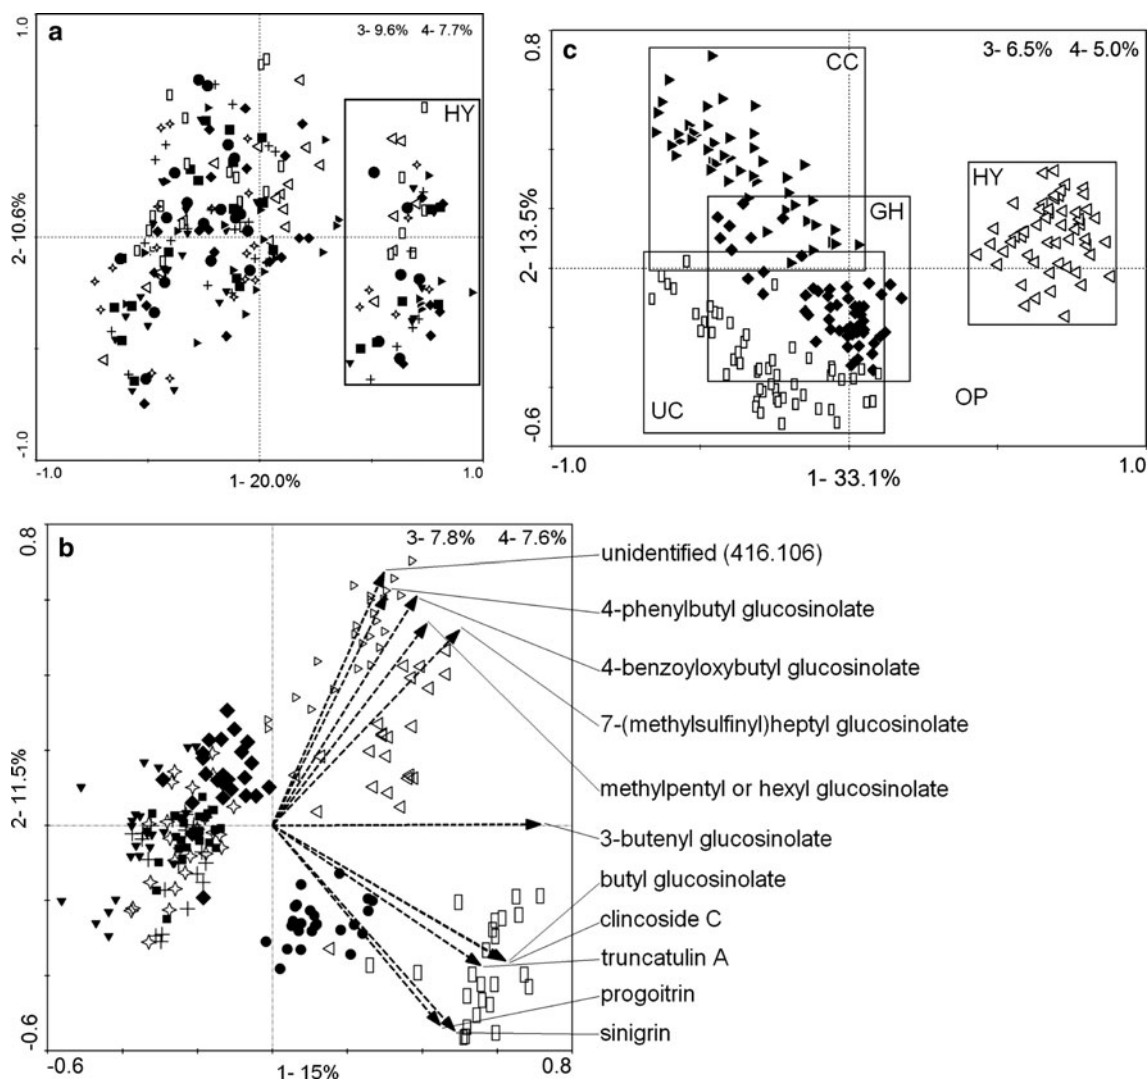 a
1.0
3- 9.6% 4- 7.7%
HY
2- 10.6%
-1.0
-1.0
1.0
1- 20.0%
c
0.8
3- 6.5% 4- 5.0%
CC
GH
HY
UC
OP
2- 13.5%
-0.6
-1.0
1.0
1- 33.1%
b
0.8
3- 7.8% 4- 7.6%
2- 11.5%
-0.6
-0.6
0.8
1- 15%
unidentified (416.106)
4-phenylbutyl glucosinolate
4-benzoyloxybutyl glucosinolate
7-(methylsulfinyl)heptyl glucosinolate
methylpentyl or hexyl glucosinolate
3-butenyl glucosinolate
butyl glucosinolate
clincoside C
truncatulin A
progoitrin
sinigrin